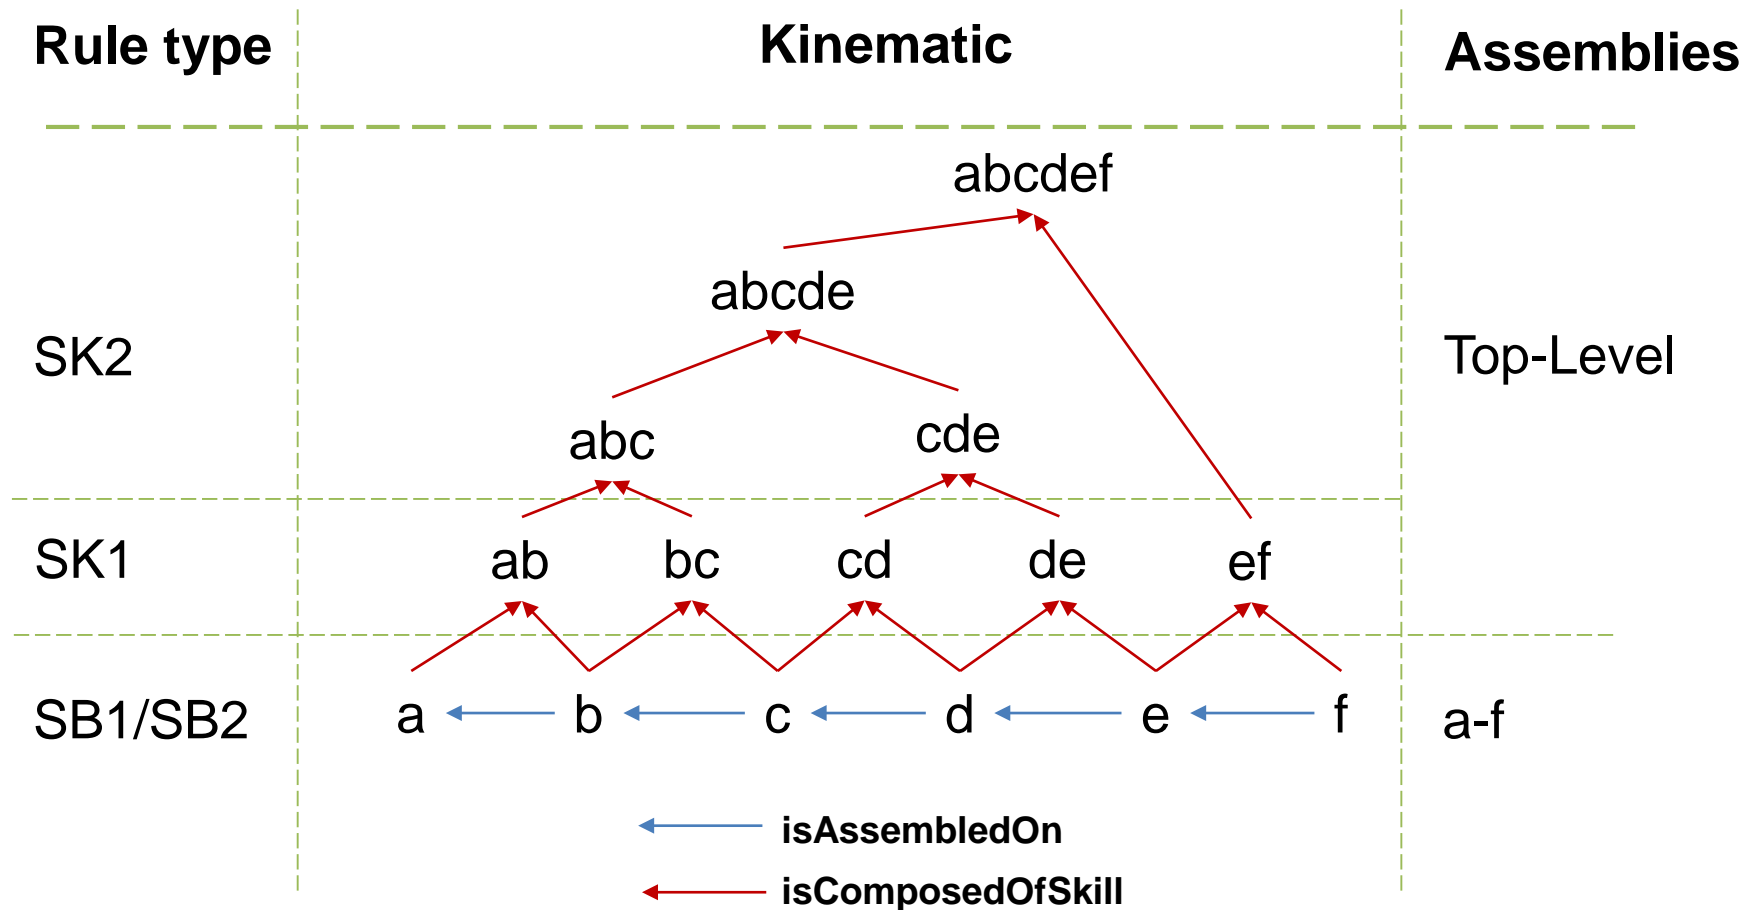 Rule type
Kinematic
Assemblies
abcdef
abcde
SK2
Top-Level
abc
cde
SK1
ab
bc
cd
de
ef
SB1/SB2
a
b
c
d
e
f
a-f
isAssembledOn
isComposedOfSkill